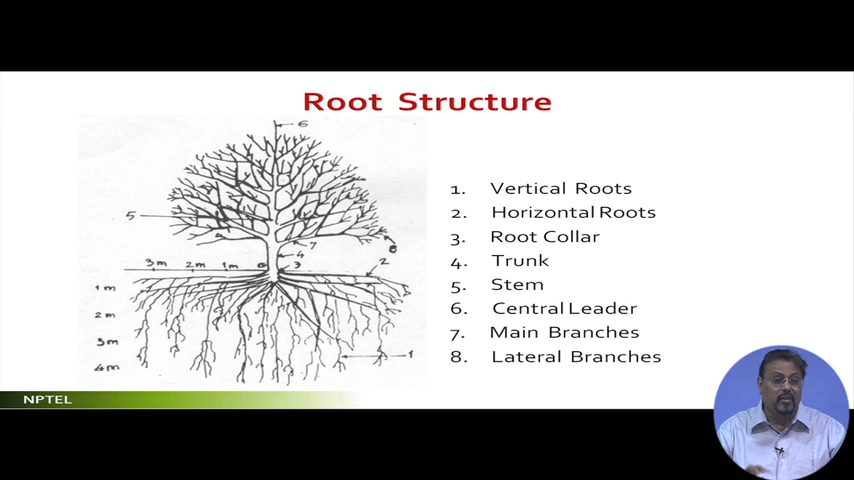 Root Structure
6
5
7
8
4
3m 2m 1m 0 3 2
1m
2m
3m
4m
1
1. Vertical Roots
2. Horizontal Roots
3. Root Collar
4. Trunk
5. Stem
6. Central Leader
7. Main Branches
8. Lateral Branches
NPTEL